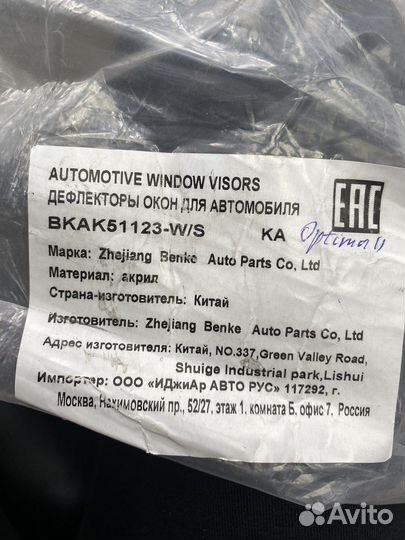 AUTOMOTIVE WINDOW VISORS
ДЕФЛЕКТОРЫ ОКОН ДЛЯ АВТОМОБИЛЯ
EAC
BKAK51123-W/S KA Optima
Марка: Zhejiang Benke Auto Parts Co, Ltd
Материал: акрил
Страна-изготовитель: Китай
Изготовитель: Zhejiang Benke Auto Parts Co, Ltd
Адрес изготовителя: Китай, NO.337,Green Valley Road,
Shuige Industrial park,Lishui
Импортер: ООО «ИДжиАр АВТО РУС» 117292, г.
Москва, Нахимовский пр., 52/27, этаж 1. комната Б, офис 7, Россия
Avito